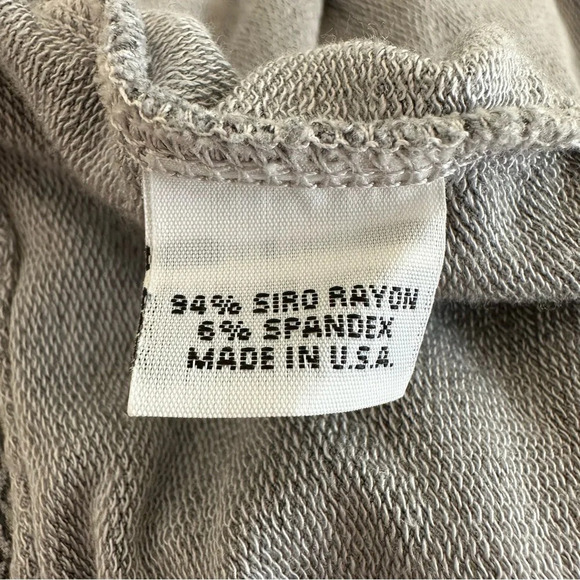 94% SIRO RAYON
6% SPANDEX
MADE IN U.S.A.